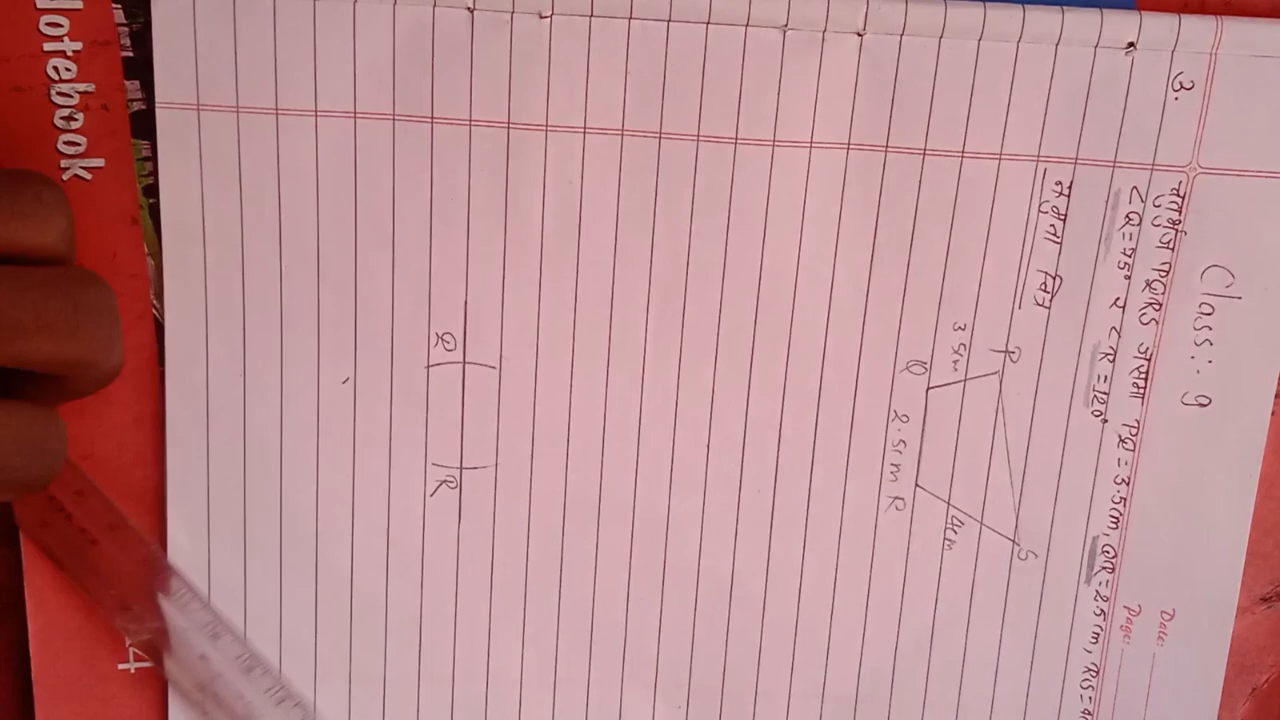 Notebook
4
Date:
Page:
Class:- 9
3. चतुर्भुज PQRS जसमा PQ = 3.5cm, QR = 2.5cm, RS = 4
<Q = 75° र <R = 120°
नमुना चित्र
P
S
3.5cm
4cm
Q
2.5cm R
Q
R